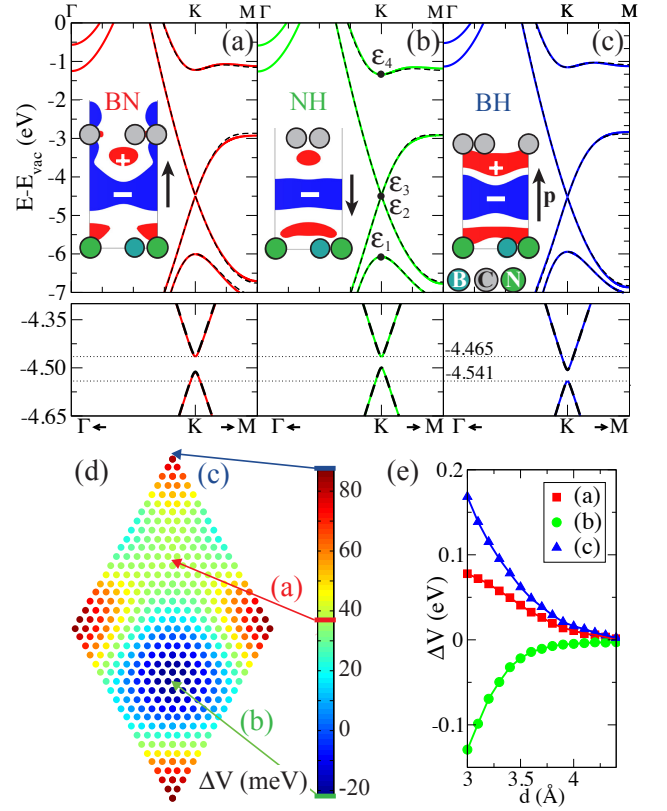 Γ K M Γ K M Γ K M
0 (a) (b) (c)
-1 ε₄
-2 BN NH BH
-3
E-E_vac (eV)
+ +
-4 ε₃
− − − p
-5 ε₂
-6 ε₁
B C N
-7
-4.35
-4.465
-4.50
-4.541
-4.65
Γ← K →M Γ← K →M Γ← K →M
(d) (c) (e)
(a)
(b)
ΔV (meV)
80
60
40
20
0
-20
0.2 (a)
(b)
(c)
0.1
ΔV (eV)
0
-0.1
3 3.5 4
d (Å)